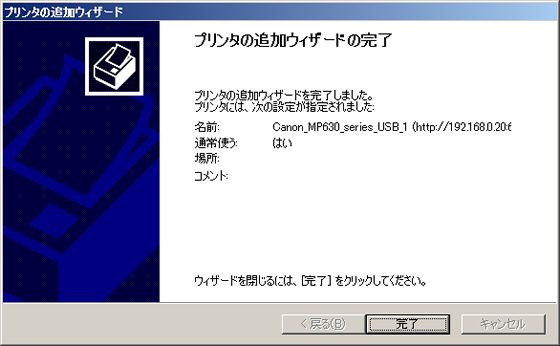 プリンタの追加ウィザード
プリンタの追加ウィザードの完了
プリンタの追加ウィザードを完了しました。
プリンタには、次の設定が指定されました:
名前: Canon_MP630_series_USB_1 (http://192.168.0.20:6
通常使う: はい
場所:
コメント:
ウィザードを閉じるには、[完了] をクリックしてください。
< 戻る(B) 完了 キャンセル